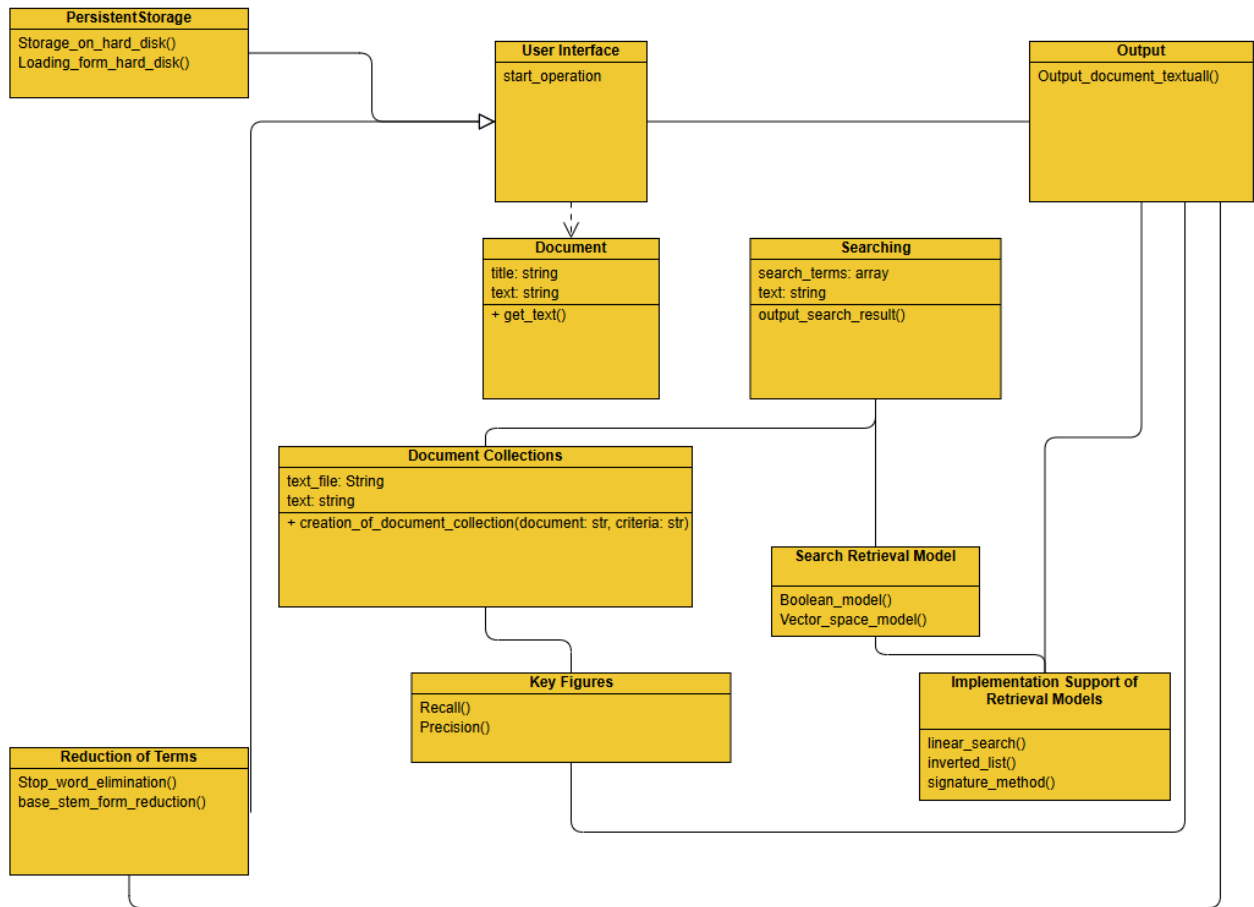 PersistentStorage
Storage_on_hard_disk()
Loading_form_hard_disk()
User Interface
start_operation
Output
Output_document_textuall()
Document
title: string
text: string
+ get_text()
Searching
search_terms: array
text: string
output_search_result()
Document Collections
text_file: String
text: string
+ creation_of_document_collection(document: str, criteria: str)
Search Retrieval Model
Boolean_model()
Vector_space_model()
Key Figures
Recall()
Precision()
Implementation Support of
Retrieval Models
linear_search()
inverted_list()
signature_method()
Reduction of Terms
Stop_word_elimination()
base_stem_form_reduction()